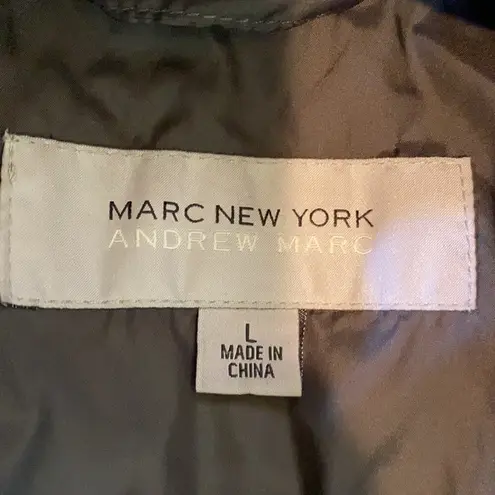 MARC NEW YORK
ANDREW MARC
L
MADE IN
CHINA